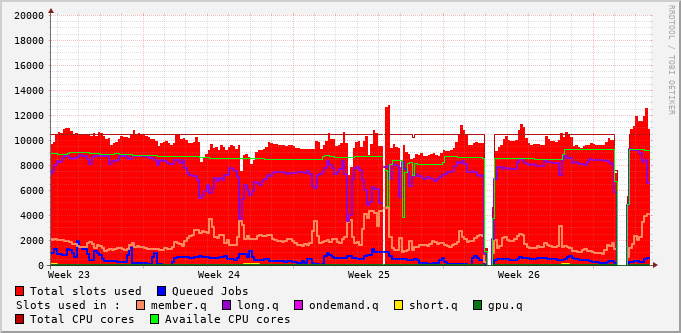 20000
18000
16000
14000
12000
10000
8000
6000
4000
2000
0
Week 23 Week 24 Week 25 Week 26
RRDTOOL / TOBI OETIKER
Total slots used Queued Jobs
Slots used in : member.q long.q ondemand.q short.q gpu.q
Total CPU cores Availale CPU cores